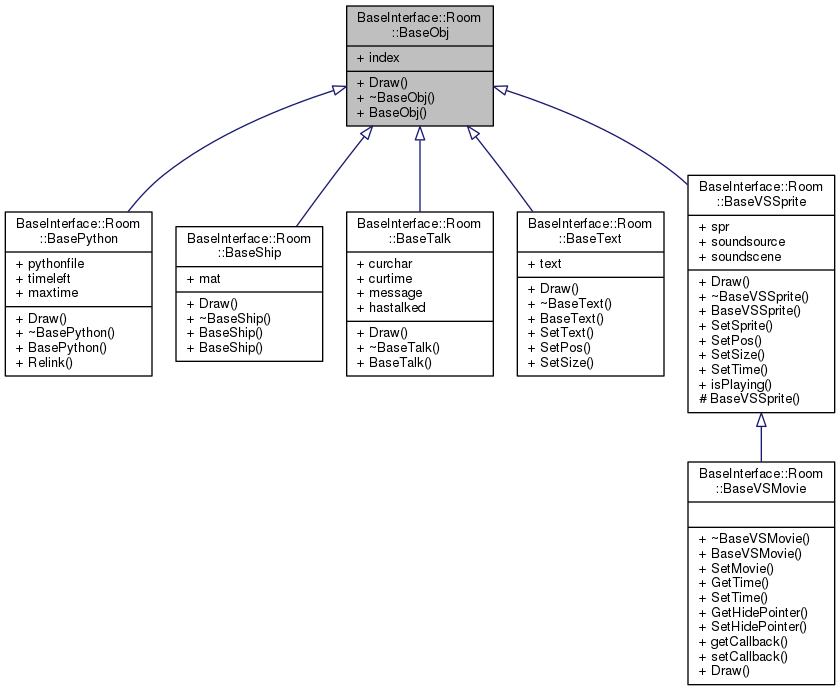 BaseInterface::Room
::BaseObj
+ index
+ Draw()
+ ~BaseObj()
+ BaseObj()
BaseInterface::Room
::BasePython
+ pythonfile
+ timeleft
+ maxtime
+ Draw()
+ ~BasePython()
+ BasePython()
+ Relink()
BaseInterface::Room
::BaseShip
+ mat
+ Draw()
+ ~BaseShip()
+ BaseShip()
+ BaseShip()
BaseInterface::Room
::BaseTalk
+ curchar
+ curtime
+ message
+ hastalked
+ Draw()
+ ~BaseTalk()
+ BaseTalk()
BaseInterface::Room
::BaseText
+ text
+ Draw()
+ ~BaseText()
+ BaseText()
+ SetText()
+ SetPos()
+ SetSize()
BaseInterface::Room
::BaseVSSprite
+ spr
+ soundsource
+ soundscene
+ Draw()
+ ~BaseVSSprite()
+ BaseVSSprite()
+ SetSprite()
+ SetPos()
+ SetSize()
+ SetTime()
+ isPlaying()
# BaseVSSprite()
BaseInterface::Room
::BaseVSMovie
+ ~BaseVSMovie()
+ BaseVSMovie()
+ SetMovie()
+ GetTime()
+ SetTime()
+ GetHidePointer()
+ SetHidePointer()
+ getCallback()
+ setCallback()
+ Draw()